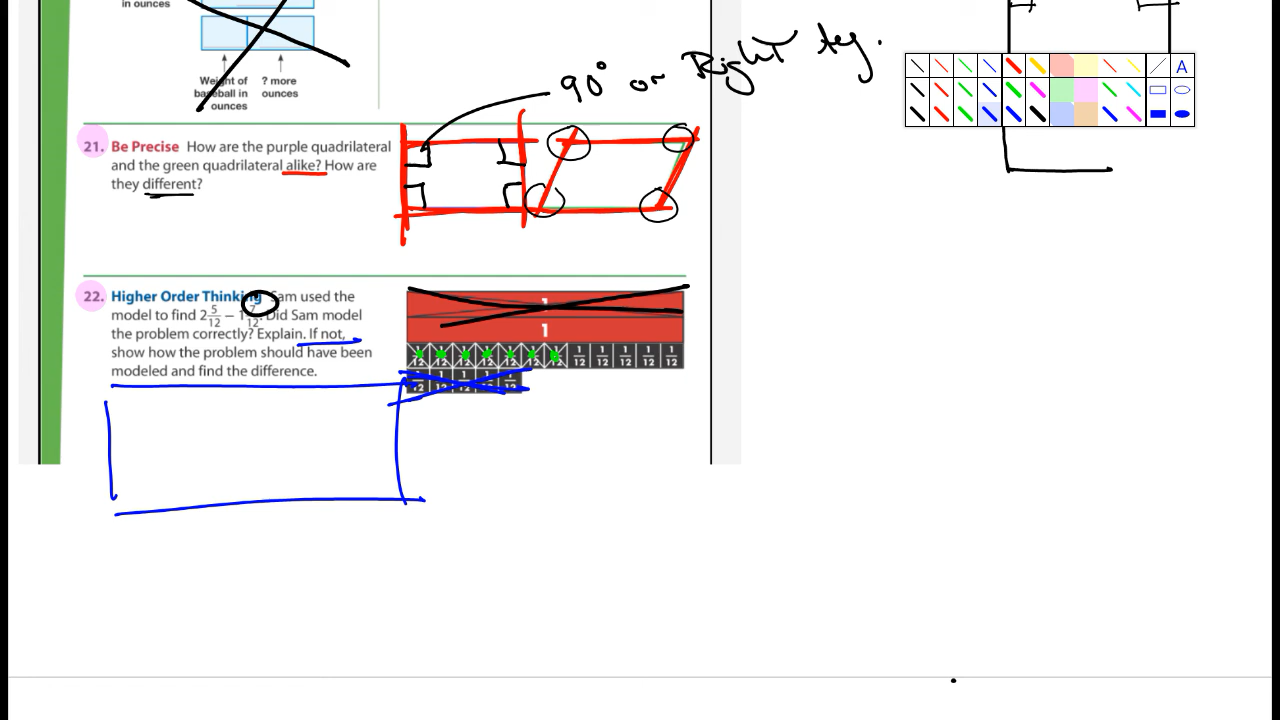 in ounces
Weight of
baseball in
ounces
? more
ounces
90° or Right
21. Be Precise How are the purple quadrilateral
and the green quadrilateral alike? How are
they different?
22. Higher Order Thinking Sam used the
model to find 2 5/12 − 1 7/12. Did Sam model
the problem correctly? Explain. If not,
show how the problem should have been
modeled and find the difference.
1
1
1/12 1/12 1/12 1/12 1/12 1/12 1/12 1/12 1/12 1/12 1/12 1/12
1/12 1/12 1/12 1/12 1/12
A